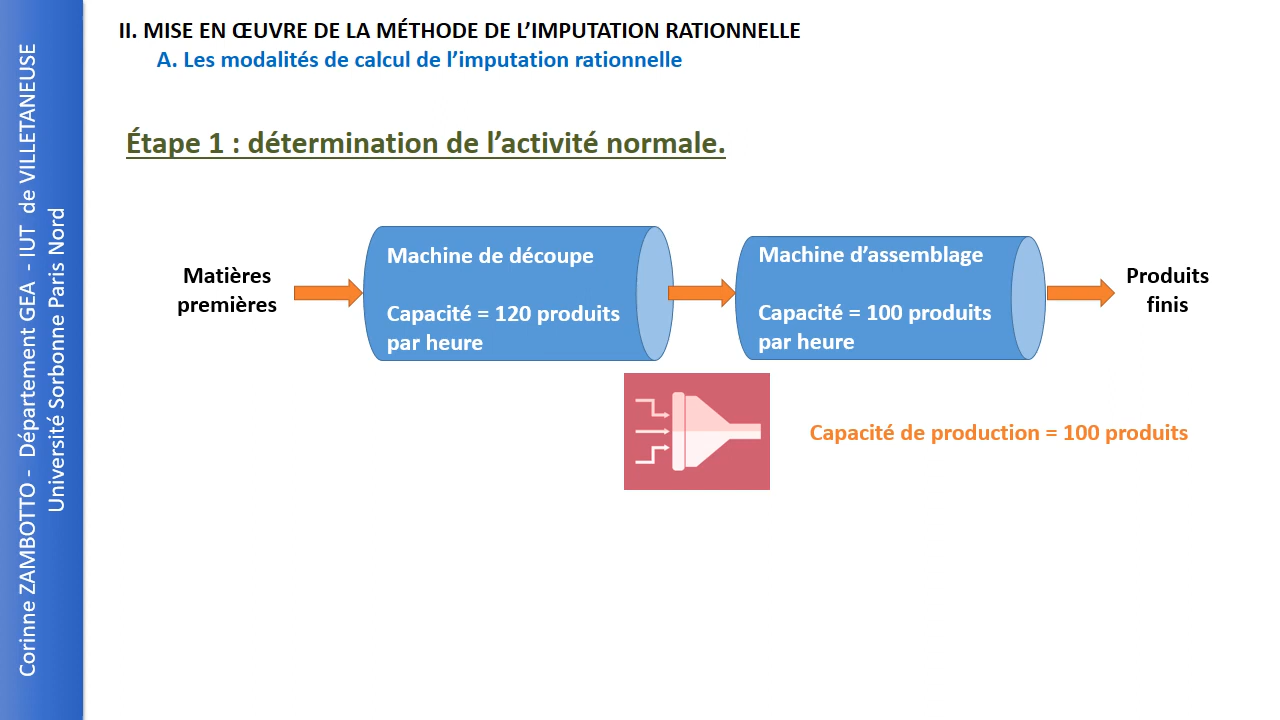 II. MISE EN ŒUVRE DE LA MÉTHODE DE L’IMPUTATION RATIONNELLE
A. Les modalités de calcul de l’imputation rationnelle
Étape 1 : détermination de l’activité normale.
Matières
premières
Machine de découpe
Capacité = 120 produits
par heure
Machine d’assemblage
Capacité = 100 produits
par heure
Produits
finis
Capacité de production = 100 produits
Corinne ZAMBOTTO - Département GEA - IUT de VILLETANEUSE
Université Sorbonne Paris Nord